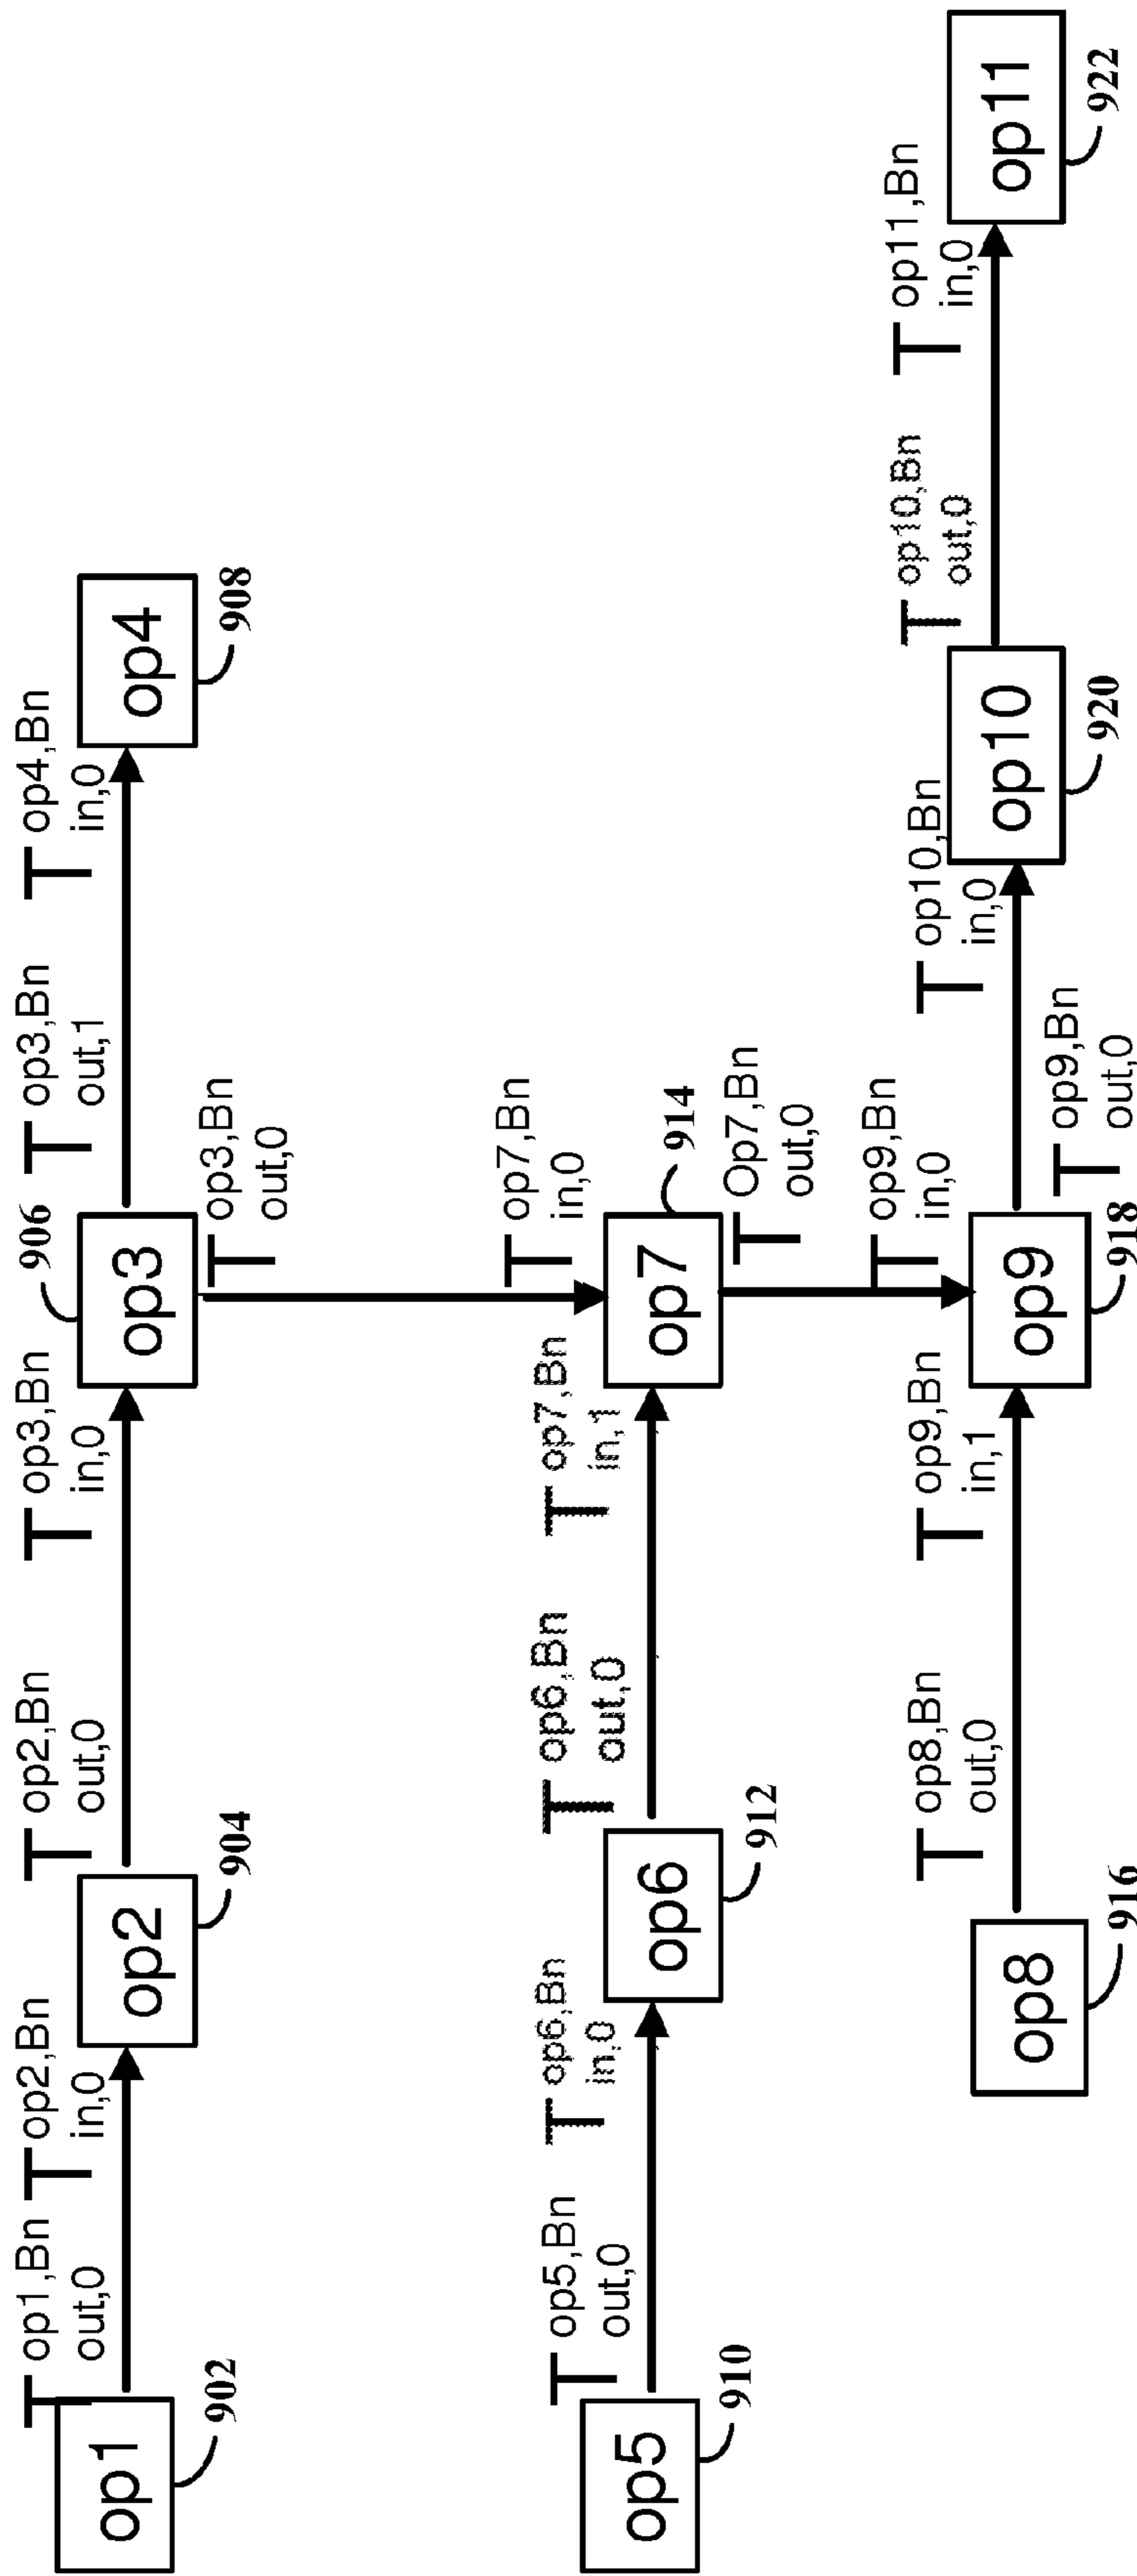 T op1,Bn
out,0
T op2,Bn
in,0
T op2,Bn
out,0
T op3,Bn
in,0
T op3,Bn
out,1
T op4,Bn
in,0
op1
902
op2
904
op3
906
op4
908
T op3,Bn
out,0
T op7,Bn
in,0
T op5,Bn
out,0
T op6,Bn
in,0
T op6,Bn
out,0
T op7,Bn
in,1
op5
910
op6
912
op7
914
T Op7,Bn
out,0
T op9,Bn
in,0
T op8,Bn
out,0
T op9,Bn
in,1
T op10,Bn
in,0
T op10,Bn
out,0
T op11,Bn
in,0
op8
916
op9
918
T op9,Bn
out,0
op10
920
op11
922